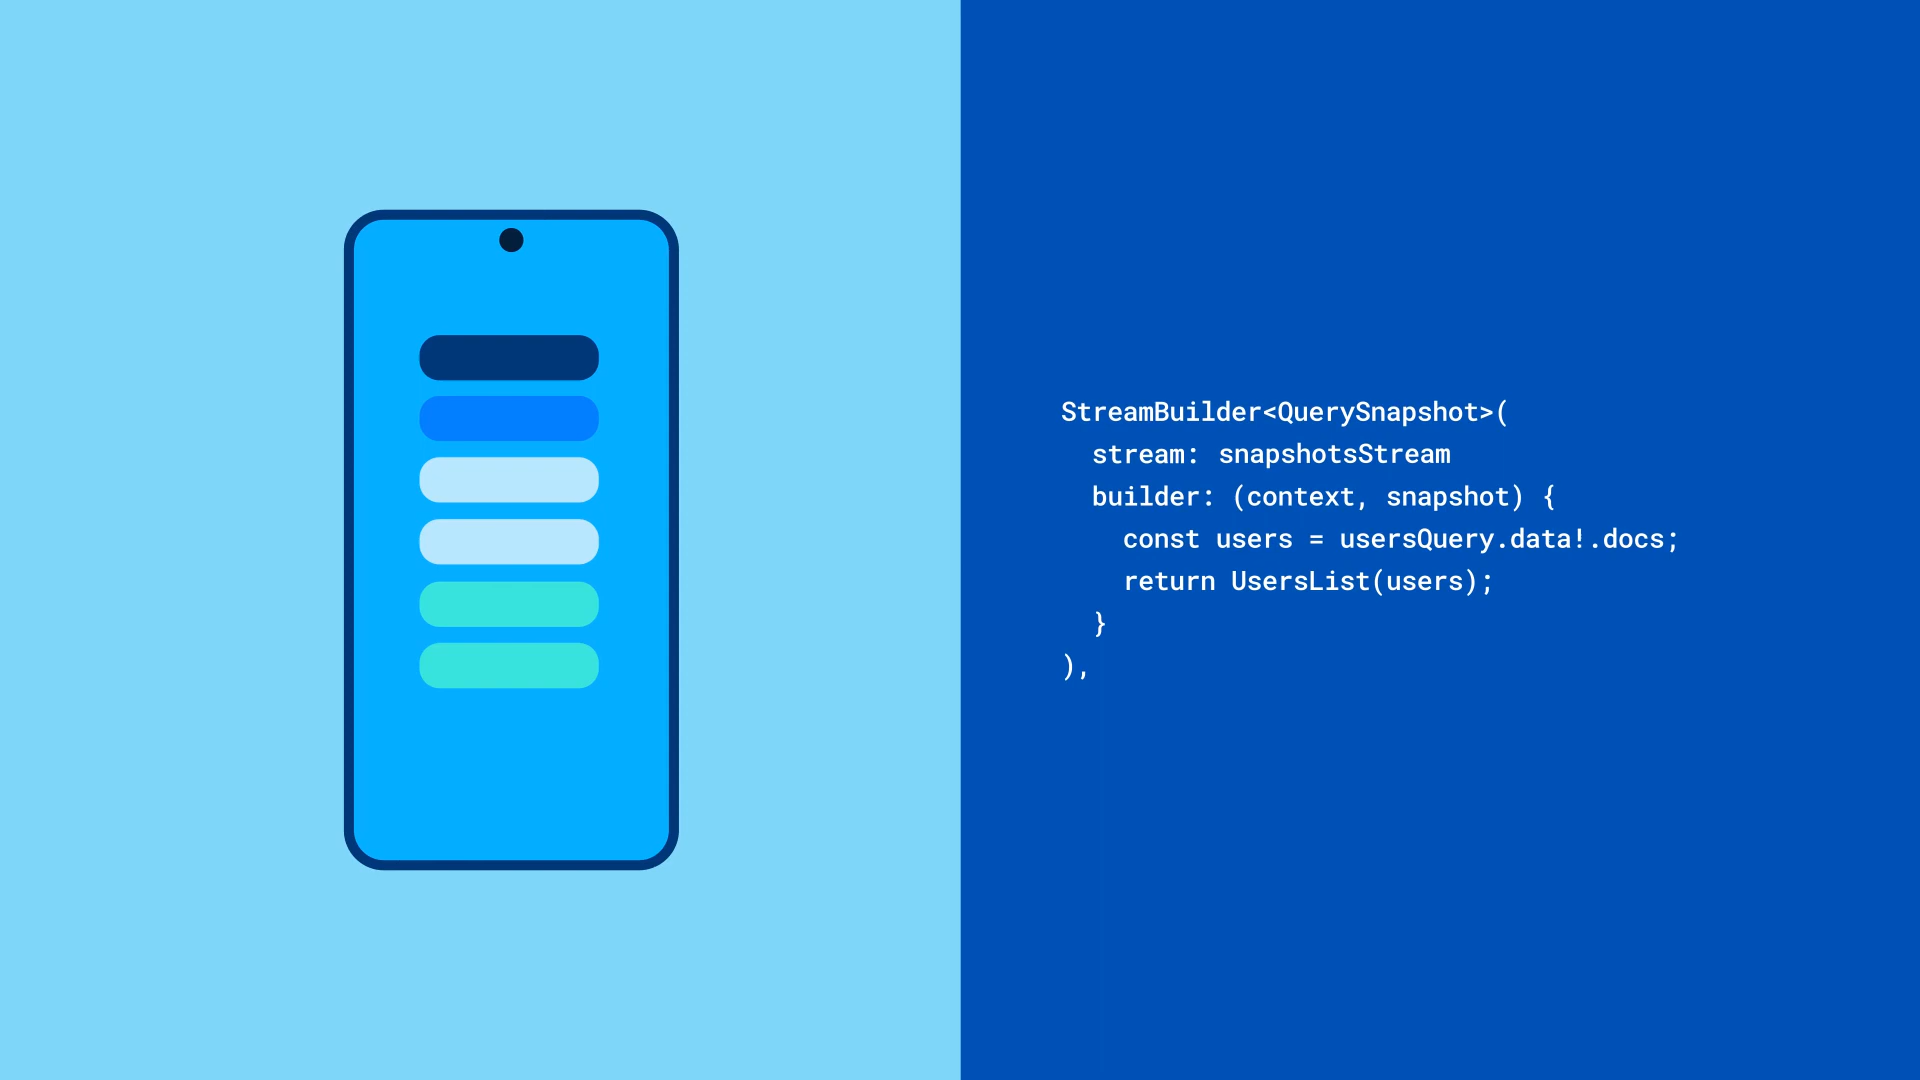 StreamBuilder<QuerySnapshot>(
  stream: snapshotsStream
  builder: (context, snapshot) {
    const users = usersQuery.data!.docs;
    return UsersList(users);
  }
),